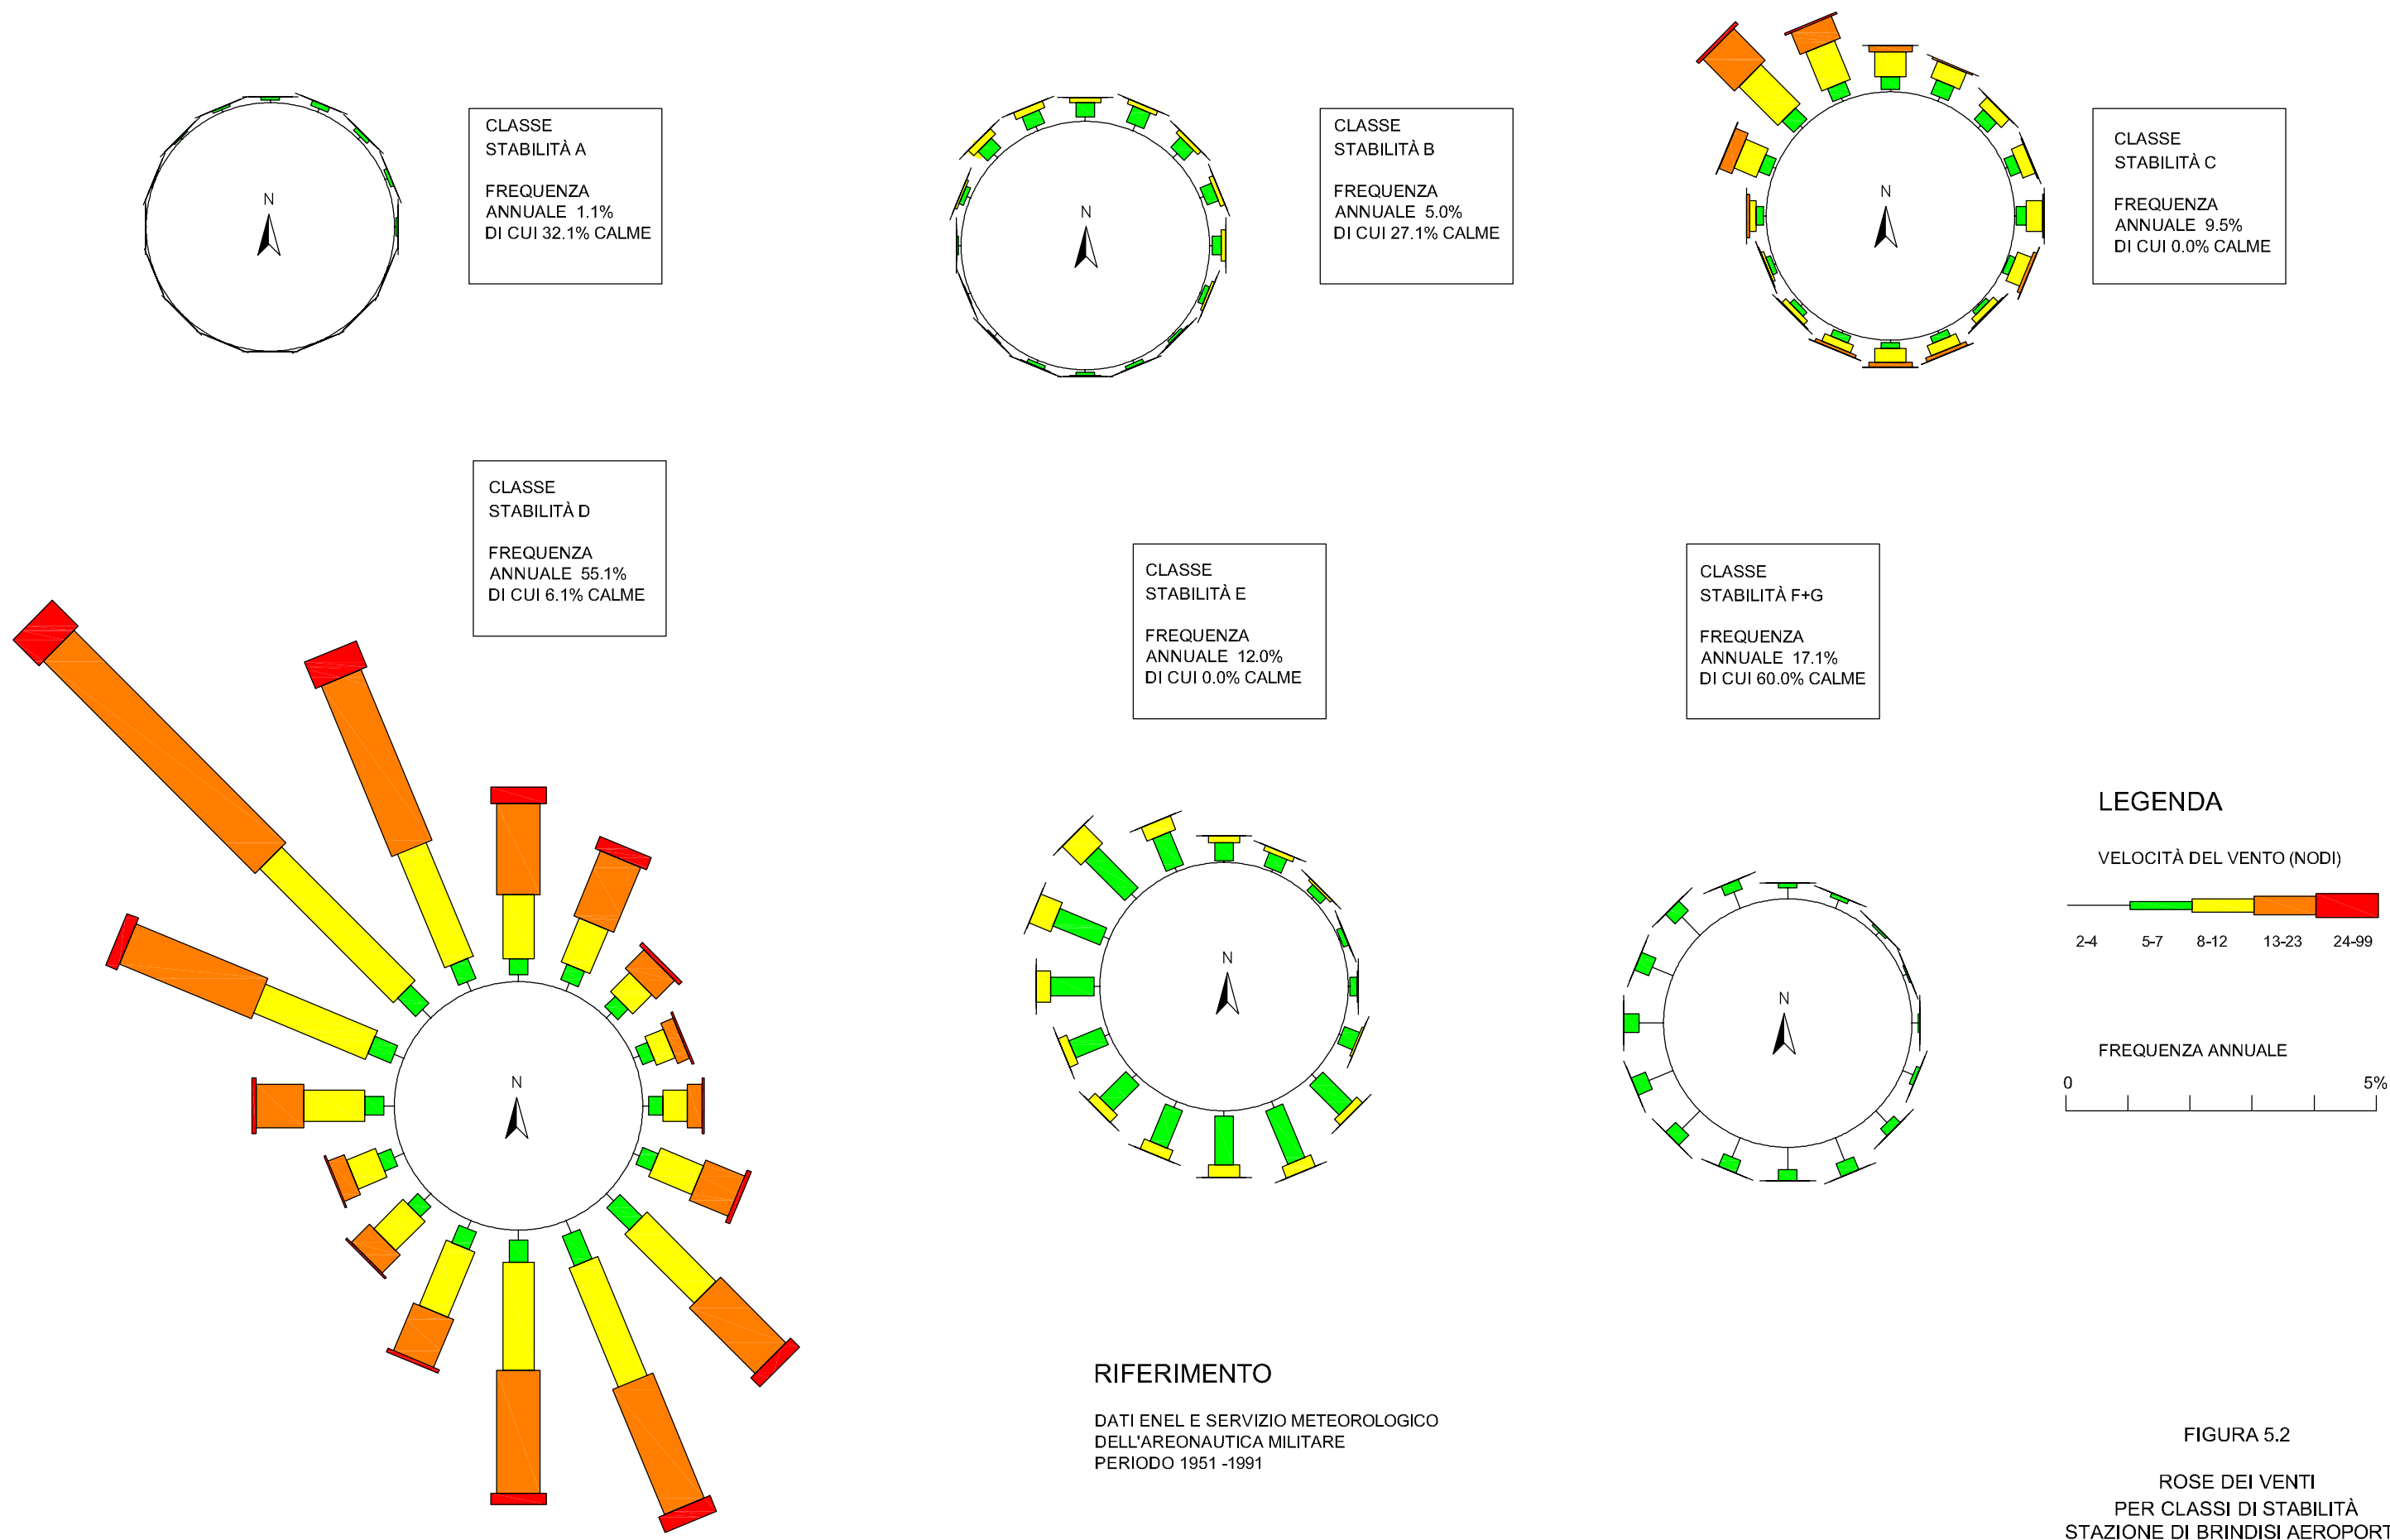 N
CLASSE
STABILITÀ A
FREQUENZA
ANNUALE 1.1%
DI CUI 32.1% CALME
N
CLASSE
STABILITÀ B
FREQUENZA
ANNUALE 5.0%
DI CUI 27.1% CALME
N
CLASSE
STABILITÀ C
FREQUENZA
ANNUALE 9.5%
DI CUI 0.0% CALME
CLASSE
STABILITÀ D
FREQUENZA
ANNUALE 55.1%
DI CUI 6.1% CALME
N
CLASSE
STABILITÀ E
FREQUENZA
ANNUALE 12.0%
DI CUI 0.0% CALME
N
CLASSE
STABILITÀ F+G
FREQUENZA
ANNUALE 17.1%
DI CUI 60.0% CALME
N
LEGENDA
VELOCITÀ DEL VENTO (NODI)
2-4 5-7 8-12 13-23 24-99
FREQUENZA ANNUALE
0 5%
RIFERIMENTO
DATI ENEL E SERVIZIO METEOROLOGICO
DELL'AREONAUTICA MILITARE
PERIODO 1951 -1991
FIGURA 5.2
ROSE DEI VENTI
PER CLASSI DI STABILITÀ
STAZIONE DI BRINDISI AEROPORT